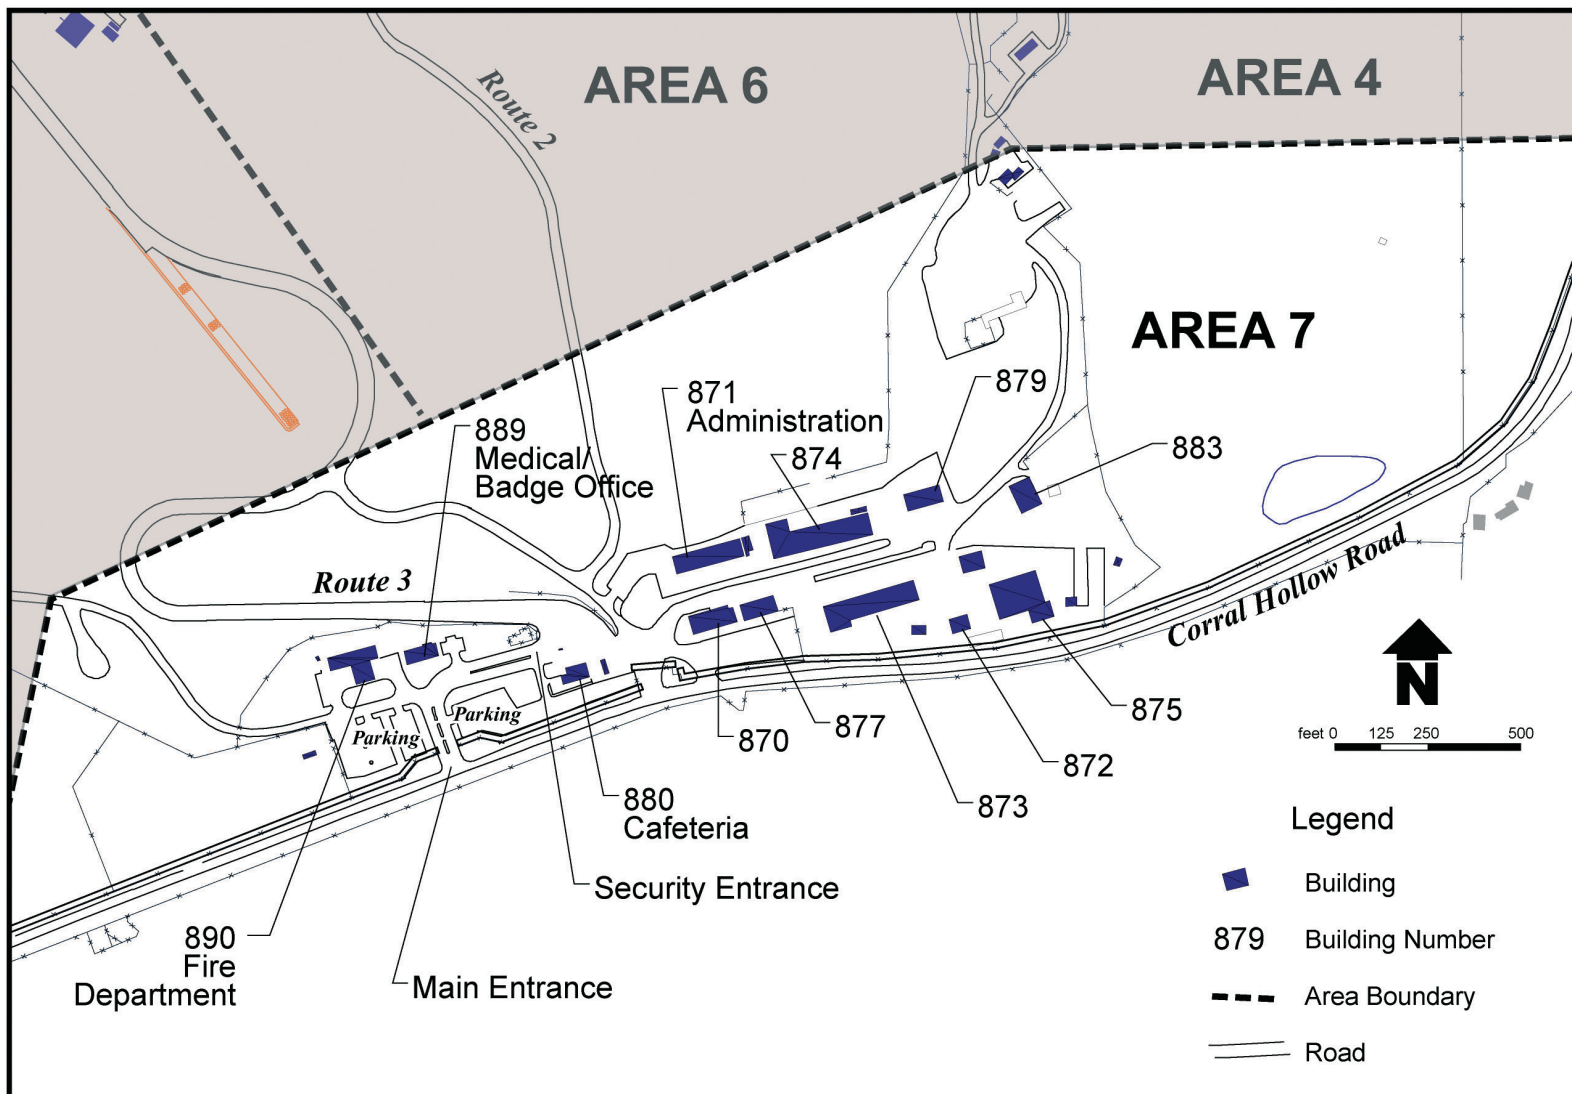 AREA 6
AREA 4
Route 2
AREA 7
871
Administration
879
874
883
889
Medical/
Badge Office
Route 3
Corral Hollow Road
N
Parking
Parking
870
877
872
875
873
feet 0 125 250 500
880
Cafeteria
Security Entrance
890
Fire
Department
Main Entrance
Legend
Building
879 Building Number
Area Boundary
Road